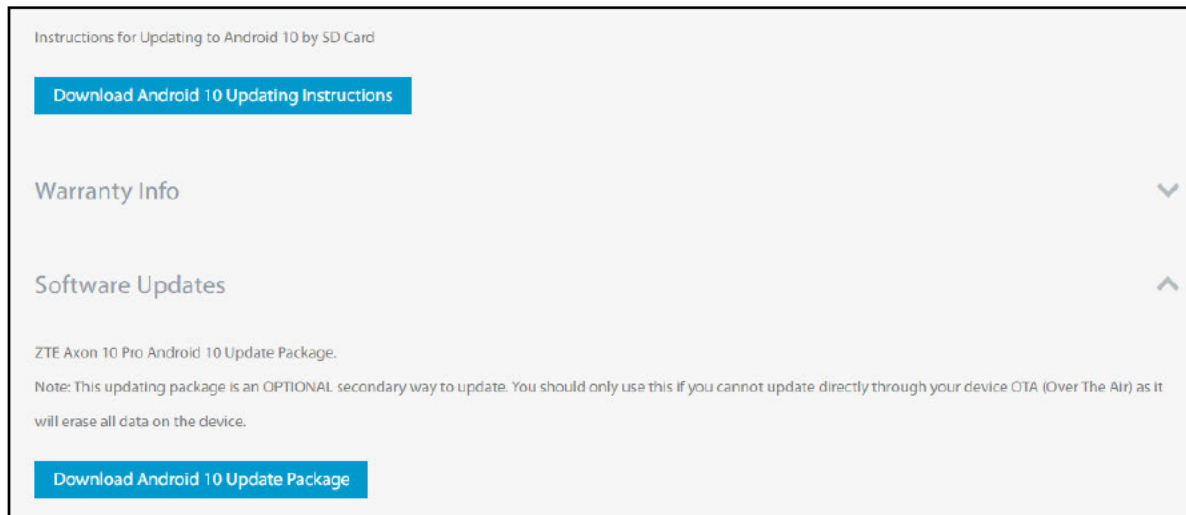 Instructions for Updating to Android 10 by SD Card
Download Android 10 Updating Instructions
Warranty Info
Software Updates
ZTE Axon 10 Pro Android 10 Update Package.
Note: This updating package is an OPTIONAL secondary way to update. You should only use this if you cannot update directly through your device OTA (Over The Air) as it
will erase all data on the device.
Download Android 10 Update Package